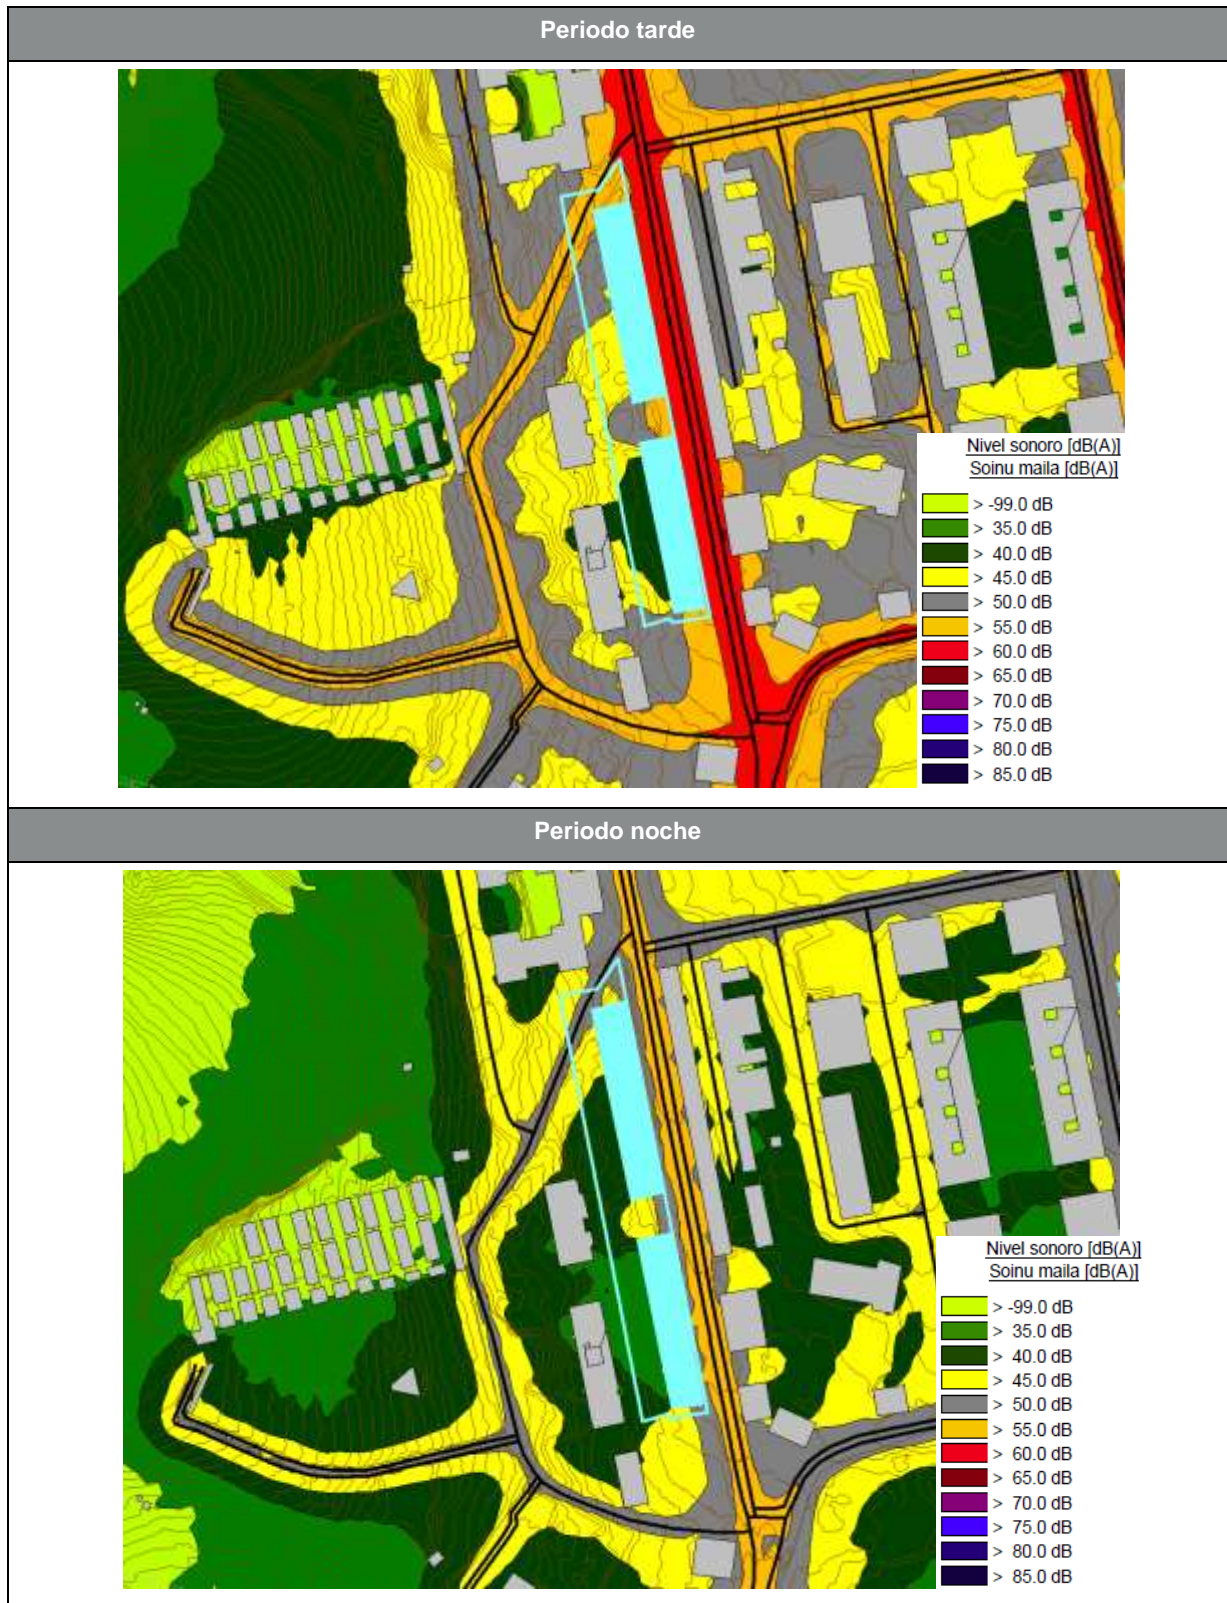 Periodo tarde
Nivel sonoro [dB(A)]
Soinu maila [dB(A)]
> -99.0 dB
> 35.0 dB
> 40.0 dB
> 45.0 dB
> 50.0 dB
> 55.0 dB
> 60.0 dB
> 65.0 dB
> 70.0 dB
> 75.0 dB
> 80.0 dB
> 85.0 dB
Periodo noche
Nivel sonoro [dB(A)]
Soinu maila [dB(A)]
> -99.0 dB
> 35.0 dB
> 40.0 dB
> 45.0 dB
> 50.0 dB
> 55.0 dB
> 60.0 dB
> 65.0 dB
> 70.0 dB
> 75.0 dB
> 80.0 dB
> 85.0 dB